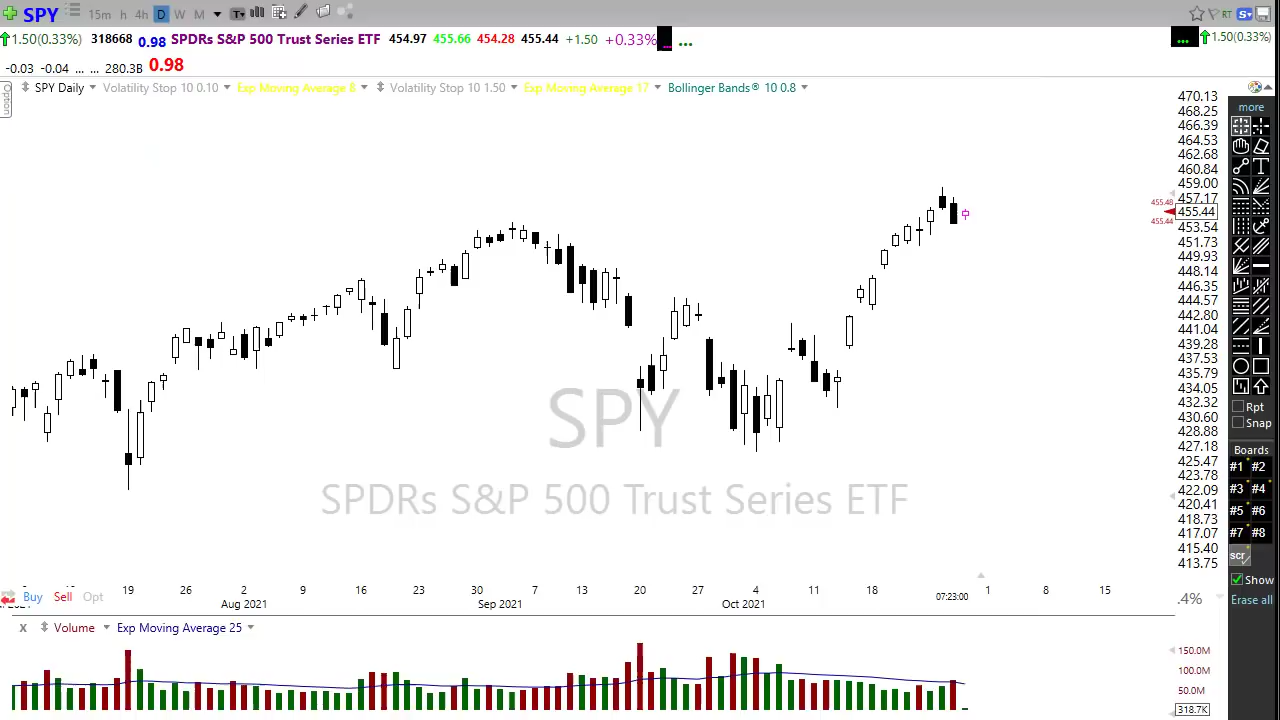 SPY 15m h 4h D W M T RT S
1.50(0.33%) 318668 0.98 SPDRs S&P 500 Trust Series ETF 454.97 455.66 454.28 455.44 +1.50 +0.33% ... ... ... 1.50(0.33%)
-0.03 -0.04 ... ... 280.3B 0.98
Option
SPY Daily Volatility Stop 10 0.10 Exp Moving Average 8 Volatility Stop 10 1.50 Exp Moving Average 17 Bollinger Bands® 10 0.8
470.13
468.25
466.39
464.53
462.68
460.84
459.00
457.17
455.48
455.44
455.44
453.54
451.73
449.93
448.14
446.35
444.57
442.80
441.04
439.28
437.53
435.79
434.05
432.32
430.60
428.88
427.18
425.47
423.78
422.09
420.41
418.73
417.07
415.40
413.75
SPY
SPDRs S&P 500 Trust Series ETF
more
Rpt
Snap
Boards
#1 #2
#3 #4
#5 #6
#7 #8
scr
Show
Erase all
19 26 2 9 16 23 30 7 13 20 27 4 11 18 1 8 15
Buy Sell Opt
Aug 2021 Sep 2021 Oct 2021 07:23:00
.4%
X Volume Exp Moving Average 25
150.0M
100.0M
50.0M
318.7K